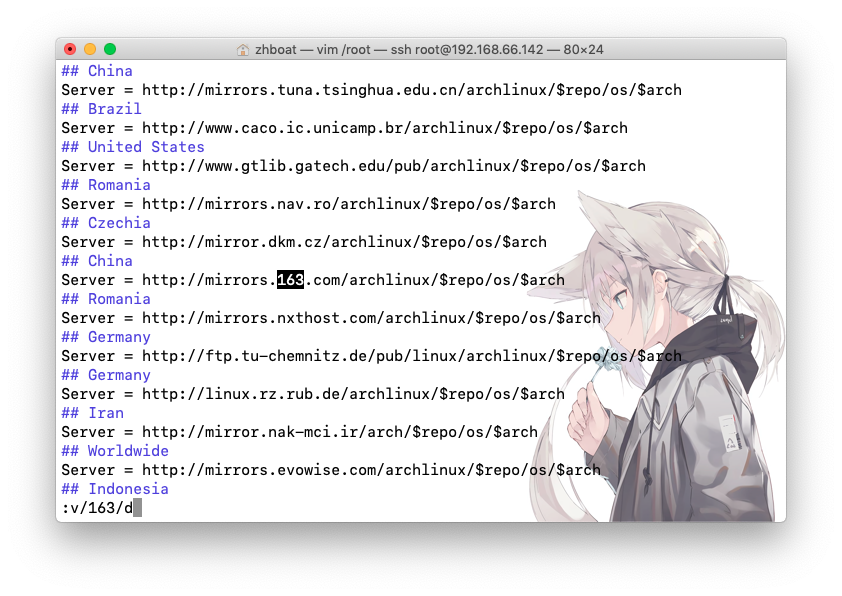 zhboat — vim /root — ssh root@192.168.66.142 — 80×24
## China
Server = http://mirrors.tuna.tsinghua.edu.cn/archlinux/$repo/os/$arch
## Brazil
Server = http://www.caco.ic.unicamp.br/archlinux/$repo/os/$arch
## United States
Server = http://www.gtlib.gatech.edu/pub/archlinux/$repo/os/$arch
## Romania
Server = http://mirrors.nav.ro/archlinux/$repo/os/$arch
## Czechia
Server = http://mirror.dkm.cz/archlinux/$repo/os/$arch
## China
Server = http://mirrors.163.com/archlinux/$repo/os/$arch
## Romania
Server = http://mirrors.nxthost.com/archlinux/$repo/os/$arch
## Germany
Server = http://ftp.tu-chemnitz.de/pub/linux/archlinux/$repo/os/$arch
## Germany
Server = http://linux.rz.rub.de/archlinux/$repo/os/$arch
## Iran
Server = http://mirror.nak-mci.ir/arch/$repo/os/$arch
## Worldwide
Server = http://mirrors.evowise.com/archlinux/$repo/os/$arch
## Indonesia
:v/163/d